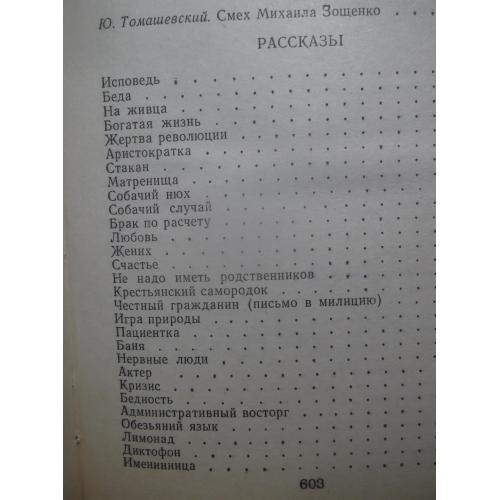 Ю. Томашевский. Смех Михаила Зощенко . . .
РАССКАЗЫ
Исповедь
Беда
На живца
Богатая жизнь
Жертва революции
Аристократка
Стакан
Матренища
Собачий нюх
Собачий случай
Брак по расчету
Любовь
Жених
Счастье
Не надо иметь родственников
Крестьянский самородок
Честный гражданин (письмо в милицию)
Игра природы
Пациентка
Баня
Нервные люди
Актер
Кризис
Бедность
Административный восторг
Обезьяний язык
Лимонад
Диктофон
Именинница
603